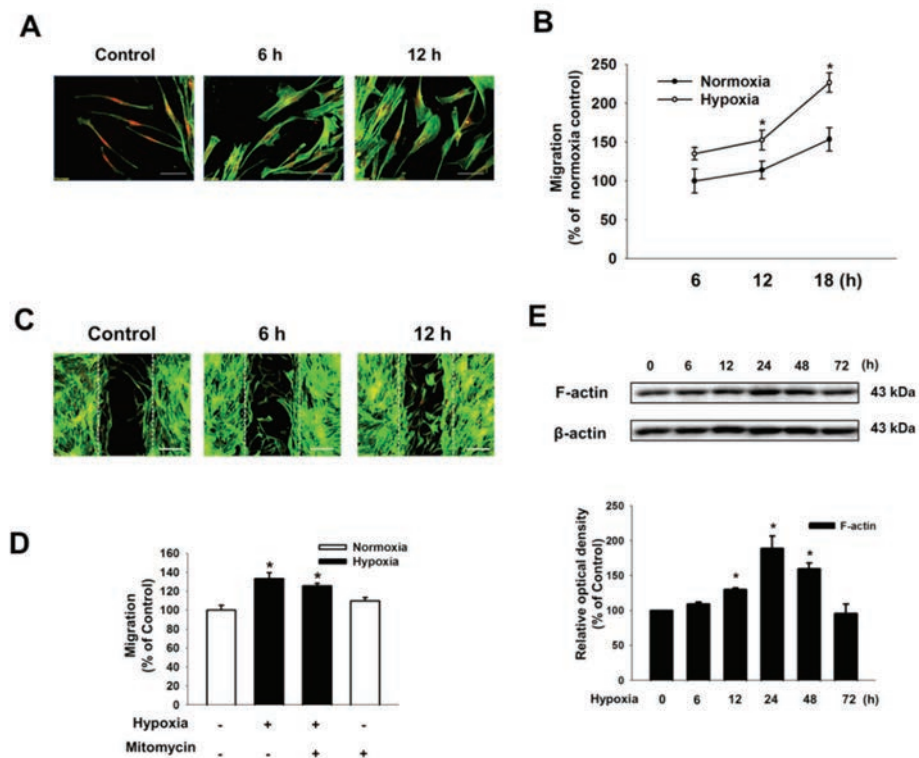 A
Control 6 h 12 h
B
250
200
150
100
50
0
Migration
(% of normoxia control)
Normoxia
Hypoxia
*
*
6 12 18 (h)
C
Control 6 h 12 h
D
160
140
120
100
80
60
40
20
0
Migration
(% of Control)
Normoxia
Hypoxia
* *
Hypoxia - + + -
Mitomycin - - + +
E
0 6 12 24 48 72 (h)
F-actin 43 kDa
β-actin 43 kDa
250
200
150
100
50
0
Relative optical density
(% of Control)
F-actin
*
*
*
Hypoxia 0 6 12 24 48 72 (h)